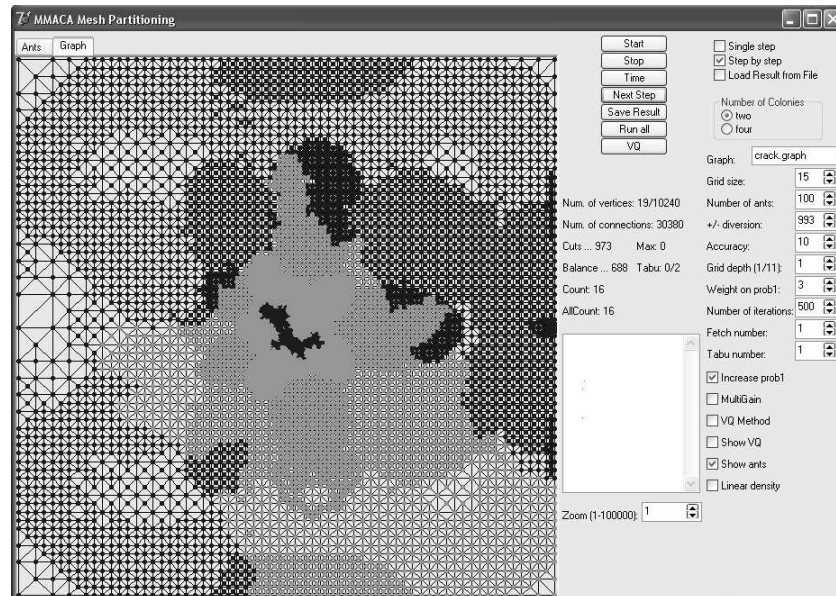 MMACA Mesh Partitioning
Ants
Graph
Start
Stop
Time
Next Step
Save Result
Run all
VQ
Single step
Step by step
Load Result from File
Number of Colonies
two
four
Graph: crack.graph
Grid size: 15
Number of ants: 100
+/- diversion: 993
Accuracy: 10
Grid depth (1/11): 1
Weight on prob1: 3
Number of iterations: 500
Fetch number: 1
Tabu number: 1
Increase prob1
MultiGain
VQ Method
Show VQ
Show ants
Linear density
Num. of vertices: 19/10240
Num. of connections: 30380
Cuts ... 973 Max: 0
Balance ... 688 Tabu: 0/2
Count: 16
AllCount: 16
Zoom (1-100000): 1